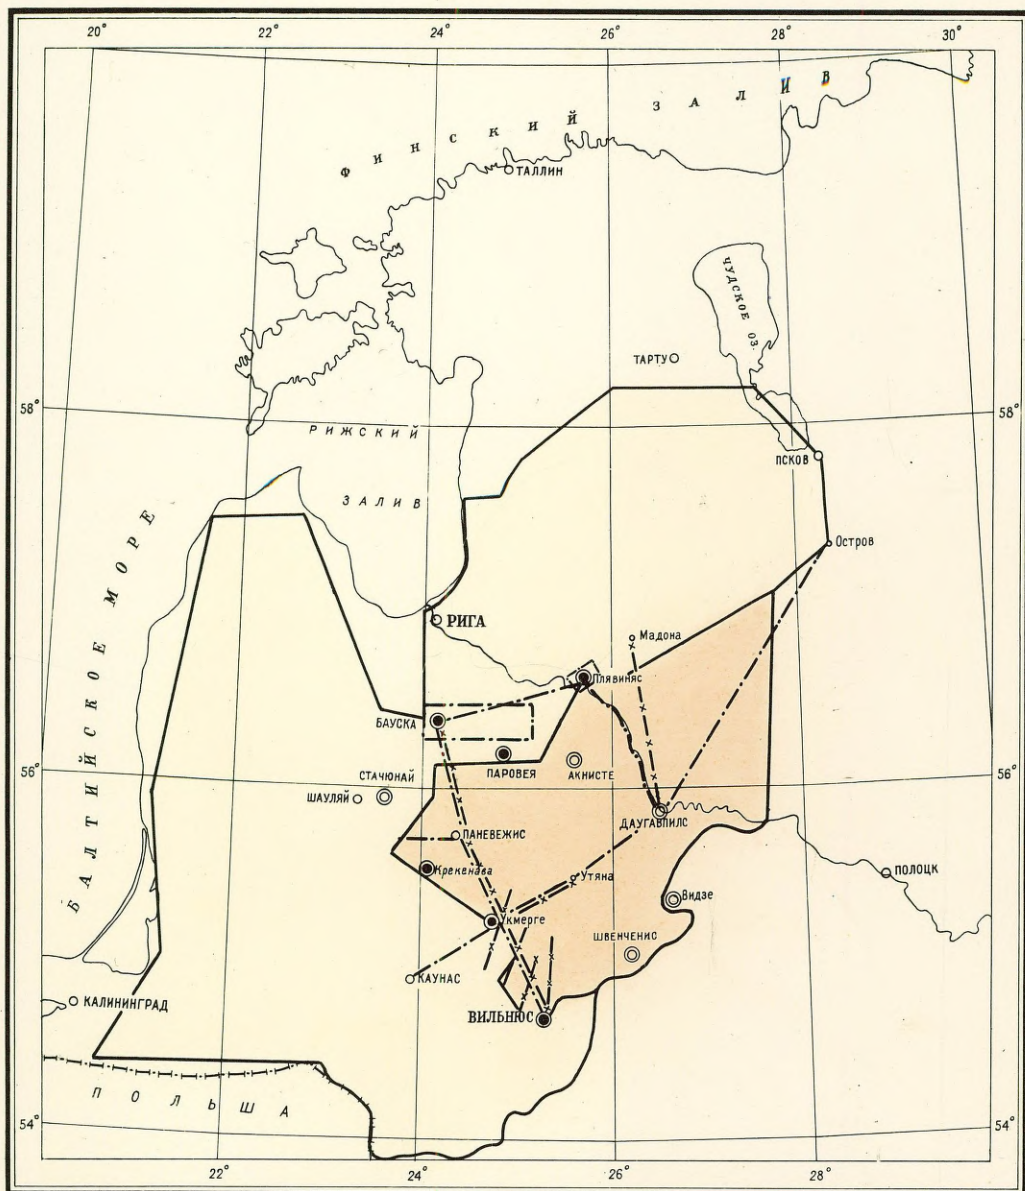 20° 22° 24° 26° 28° 30°
ФИНСКИЙ ЗАЛИВ
ТАЛЛИН
ЧУДСКОЕ ОЗ.
ТАРТУ
58° 58°
РИЖСКИЙ
ПСКОВ
ЗАЛИВ
БАЛТИЙСКОЕ МОРЕ
Остров
РИГА
Мадона
Плявиняс
БАУСКА
ПАРОВЕЯ
АКНИСТЕ
56° 56°
СТАЧЮНАЙ
ШАУЛЯЙ
ДАУГАВПИЛС
ПАНЕВЕЖИС
Крекенава
Утяна
ПОЛОЦК
Видзе
Укмерге
ШВЕНЧЕНИС
КАУНАС
КАЛИНИНГРАД
ВИЛЬНЮС
ПОЛЬША
54° 54°
22° 24° 26° 28°